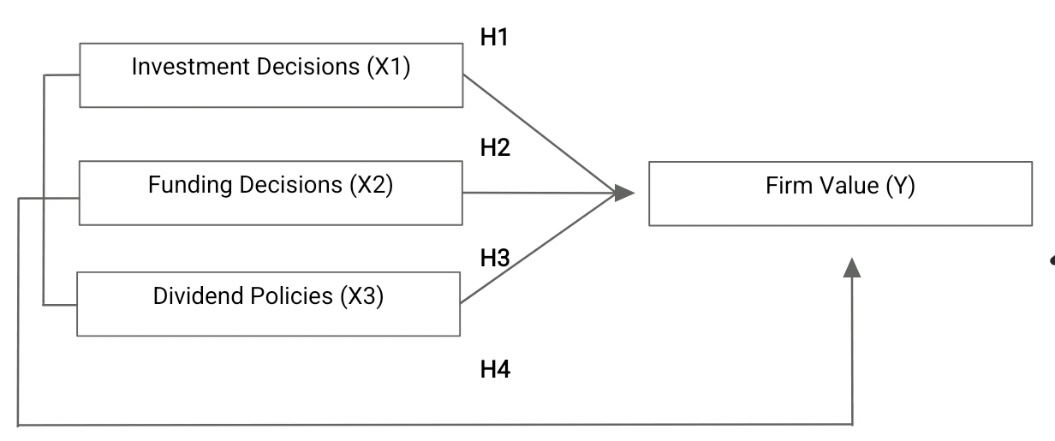 H1
Investment Decisions (X1)
H2
Funding Decisions (X2)
Firm Value (Y)
H3
Dividend Policies (X3)
H4